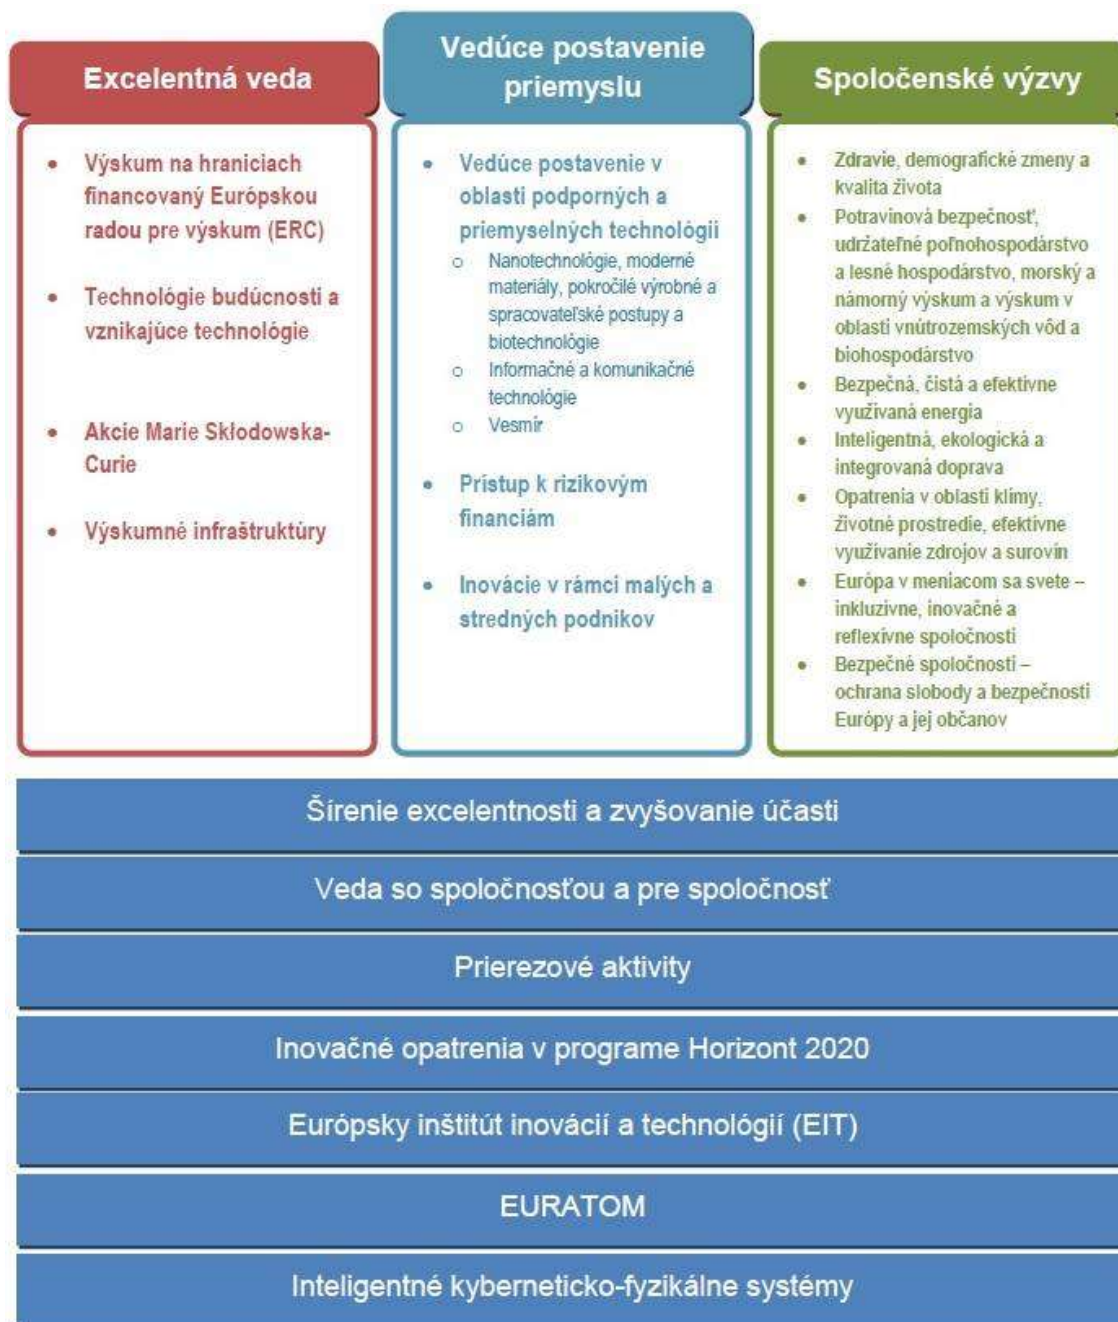 Excelentná veda
• Výskum na hraniciach
financovaný Európskou
radou pre výskum (ERC)
• Technológie budúcnosti a
vznikajúce technológie
• Akcie Marie Skłodowska-
Curie
• Výskumné infraštruktúry
Vedúce postavenie
priemyslu
• Vedúce postavenie v
oblasti podporných a
priemyselných technológií
o Nanotechnológie, moderné
materiály, pokročilé výrobné a
spracovateľské postupy a
biotechnológie
o Informačné a komunikačné
technológie
o Vesmír
• Prístup k rizikovým
financiám
• Inovácie v rámci malých a
stredných podnikov
Spoločenské výzvy
• Zdravie, demografické zmeny a
kvalita života
• Potravinová bezpečnosť,
udržateľné poľnohospodárstvo
a lesné hospodárstvo, morský a
námorný výskum a výskum v
oblasti vnútrozemských vôd a
biohospodárstvo
• Bezpečná, čistá a efektívne
využívaná energia
• Inteligentná, ekologická a
integrovaná doprava
• Opatrenia v oblasti klímy,
životné prostredie, efektívne
využívanie zdrojov a surovín
• Európa v meniacom sa svete –
inkluzívne, inovačné a
reflexívne spoločnosti
• Bezpečné spoločnosti –
ochrana slobody a bezpečnosti
Európy a jej občanov
Šírenie excelentnosti a zvyšovanie účasti
Veda so spoločnosťou a pre spoločnosť
Prierezové aktivity
Inovačné opatrenia v programe Horizont 2020
Európsky inštitút inovácií a technológií (EIT)
EURATOM
Inteligentné kyberneticko-fyzikálne systémy